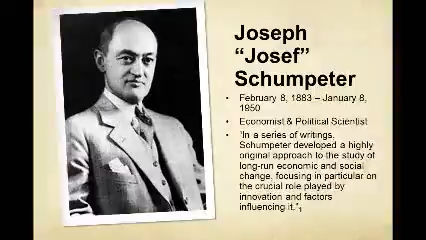 Joseph
“Josef”
Schumpeter
• February 8, 1883 – January 8,
1950
• Economist & Political Scientist
• “In a series of writings,
Schumpeter developed a highly
original approach to the study of
long-run economic and social
change, focusing in particular on
the crucial role played by
innovation and factors
influencing it.”1